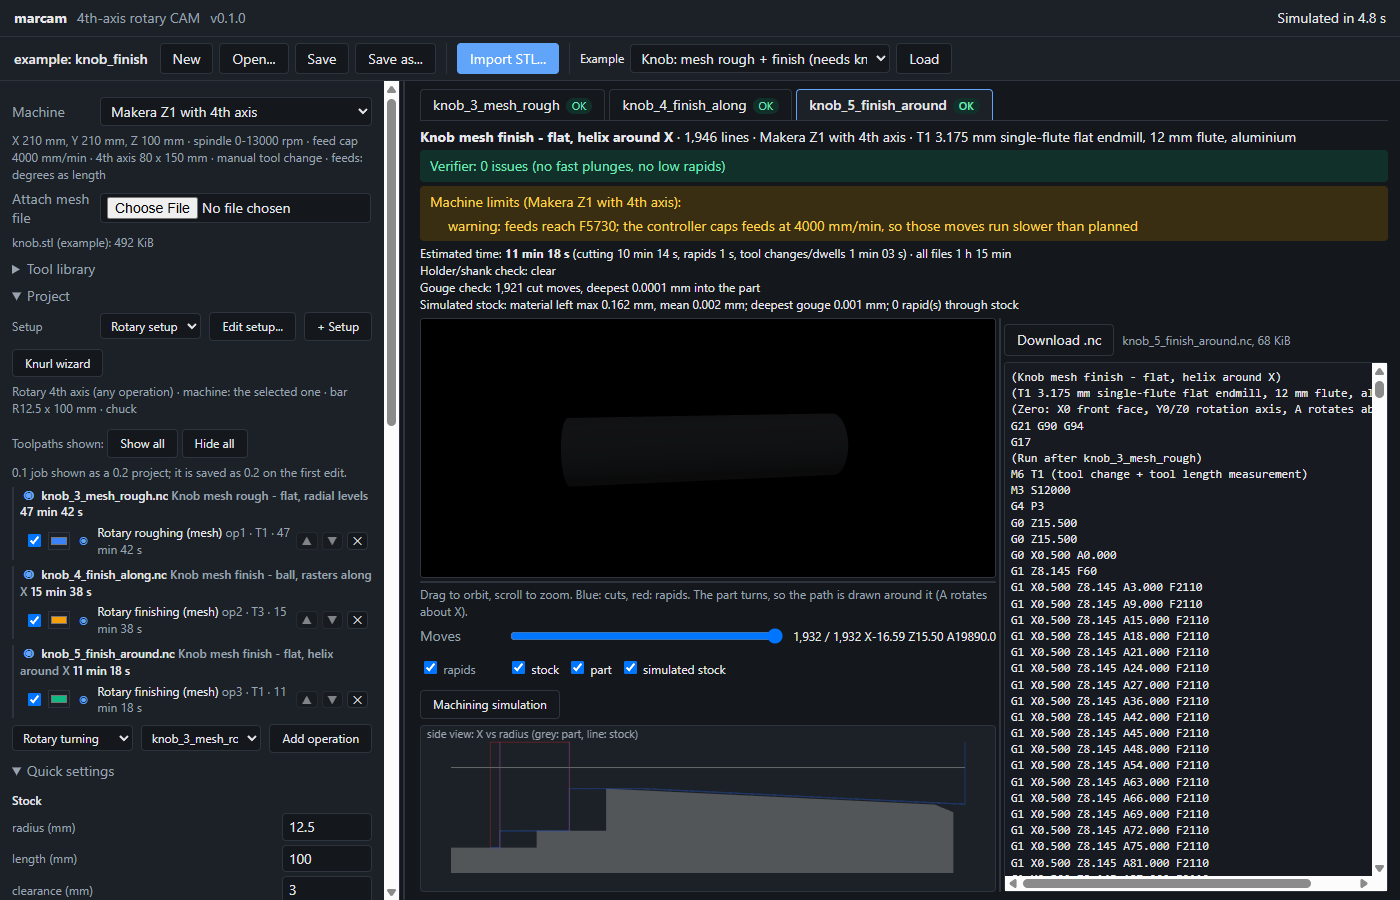 marcam 4th-axis rotary CAM v0.1.0 Simulated in 4.8 s
example: knob_finish New Open... Save Save as... Import STL... Example Knob: mesh rough + finish (needs kn Load
Machine Makera Z1 with 4th axis
X 210 mm, Y 210 mm, Z 100 mm · spindle 0-13000 rpm · feed cap
4000 mm/min · 4th axis 80 x 150 mm · manual tool change · feeds:
degrees as length
Attach mesh
file
Choose File No file chosen
knob.stl (example): 492 KiB
Tool library
Project
Setup Rotary setup Edit setup... + Setup
Knurl wizard
Rotary 4th axis (any operation) · machine: the selected one · bar
R12.5 x 100 mm · chuck
Toolpaths shown: Show all Hide all
0.1 job shown as a 0.2 project; it is saved as 0.2 on the first edit.
knob_3_mesh_rough.nc Knob mesh rough - flat, radial levels
47 min 42 s
Rotary roughing (mesh) op1 · T1 · 47
min 42 s
knob_4_finish_along.nc Knob mesh finish - ball, rasters along
X 15 min 38 s
Rotary finishing (mesh) op2 · T3 · 15
min 38 s
knob_5_finish_around.nc Knob mesh finish - flat, helix
around X 11 min 18 s
Rotary finishing (mesh) op3 · T1 · 11
min 18 s
Rotary turning knob_3_mesh_rc Add operation
Quick settings
Stock
radius (mm) 12.5
length (mm) 100
clearance (mm) 3
knob_3_mesh_rough OK knob_4_finish_along OK knob_5_finish_around OK
Knob mesh finish - flat, helix around X · 1,946 lines · Makera Z1 with 4th axis · T1 3.175 mm single-flute flat endmill, 12 mm flute, aluminium
Verifier: 0 issues (no fast plunges, no low rapids)
Machine limits (Makera Z1 with 4th axis):
warning: feeds reach F5730; the controller caps feeds at 4000 mm/min, so those moves run slower than planned
Estimated time: 11 min 18 s (cutting 10 min 14 s, rapids 1 s, tool changes/dwells 1 min 03 s) · all files 1 h 15 min
Holder/shank check: clear
Gouge check: 1,921 cut moves, deepest 0.0001 mm into the part
Simulated stock: material left max 0.162 mm, mean 0.002 mm; deepest gouge 0.001 mm; 0 rapid(s) through stock
Drag to orbit, scroll to zoom. Blue: cuts, red: rapids. The part turns, so the path is drawn around it (A rotates
about X).
Moves 1,932 / 1,932 X-16.59 Z15.50 A19890.0
rapids stock part simulated stock
Machining simulation
side view: X vs radius (grey: part, line: stock)
Download .nc knob_5_finish_around.nc, 68 KiB
(Knob mesh finish - flat, helix around X)
(T1 3.175 mm single-flute flat endmill, 12 mm flute, al
(Zero: X0 front face, Y0/Z0 rotation axis, A rotates ab
G21 G90 G94
G17
(Run after knob_3_mesh_rough)
M6 T1 (tool change + tool length measurement)
M3 S12000
G4 P3
G0 Z15.500
G0 Z15.500
G0 X0.500 A0.000
G1 Z8.145 F60
G1 X0.500 Z8.145 A3.000 F2110
G1 X0.500 Z8.145 A9.000 F2110
G1 X0.500 Z8.145 A15.000 F2110
G1 X0.500 Z8.145 A18.000 F2110
G1 X0.500 Z8.145 A21.000 F2110
G1 X0.500 Z8.145 A24.000 F2110
G1 X0.500 Z8.145 A27.000 F2110
G1 X0.500 Z8.145 A36.000 F2110
G1 X0.500 Z8.145 A42.000 F2110
G1 X0.500 Z8.145 A45.000 F2110
G1 X0.500 Z8.145 A48.000 F2110
G1 X0.500 Z8.145 A54.000 F2110
G1 X0.500 Z8.145 A63.000 F2110
G1 X0.500 Z8.145 A66.000 F2110
G1 X0.500 Z8.145 A69.000 F2110
G1 X0.500 Z8.145 A72.000 F2110
G1 X0.500 Z8.145 A75.000 F2110
G1 X0.500 Z8.145 A81.000 F2110